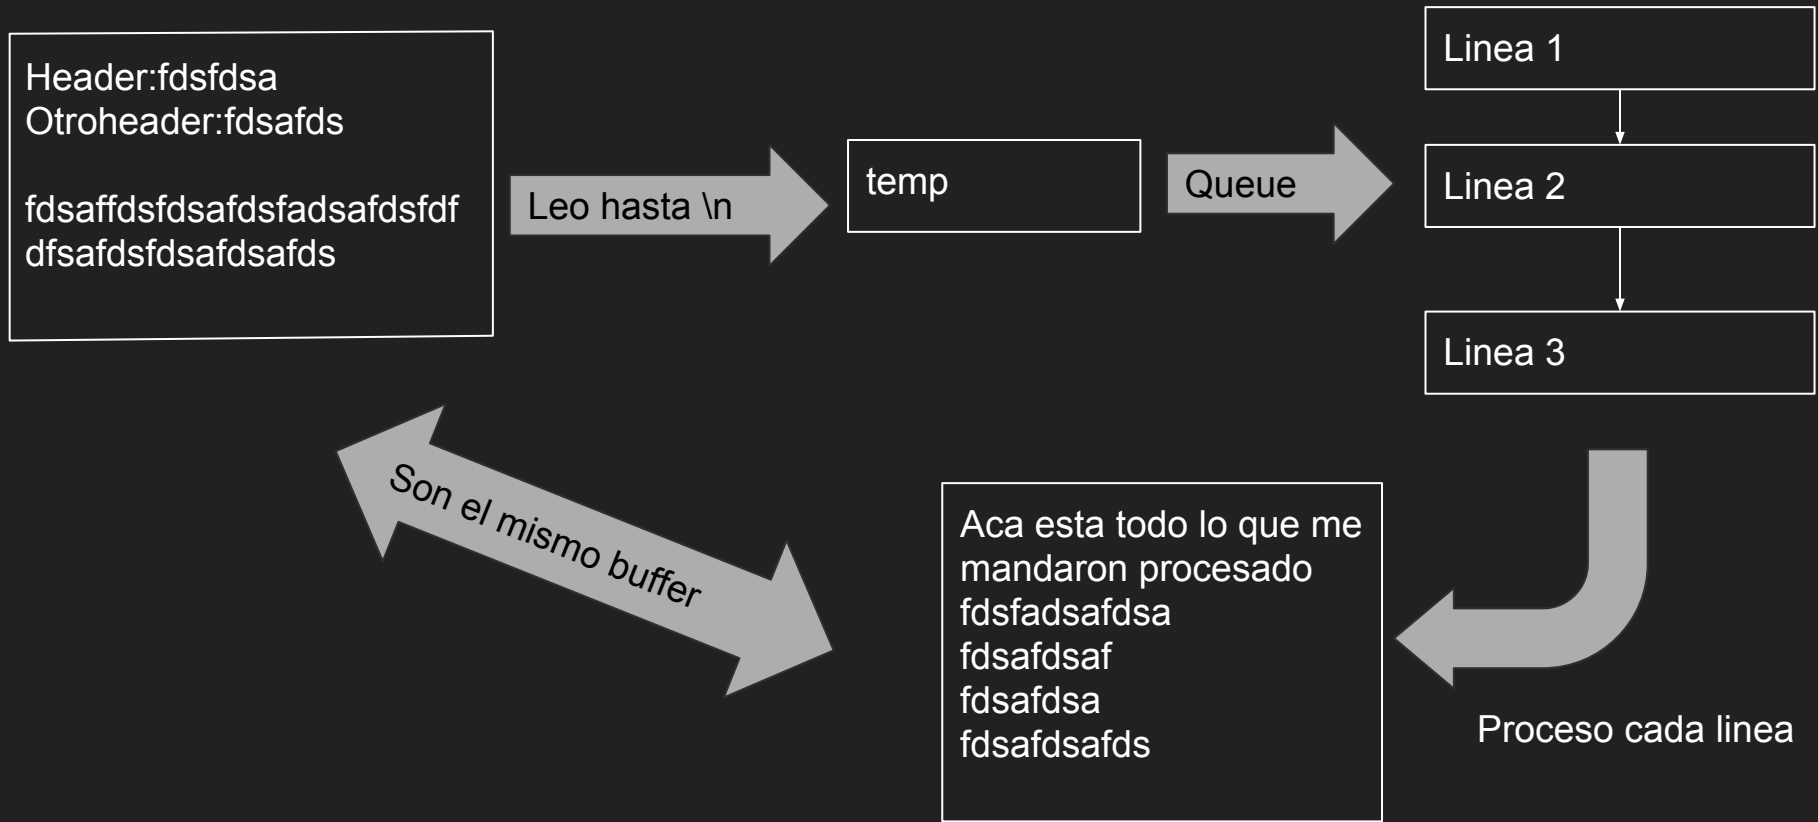 Header:fdsfdsa
Otroheader:fdsafds
fdsaffdsfdsafdsfadsafdsfdf
dfsafdsfdsafdsafds
Leo hasta \n
temp
Queue
Linea 1
Linea 2
Linea 3
Son el mismo buffer
Aca esta todo lo que me
mandaron procesado
fdsfadsafdsa
fdsafdsaf
fdsafdsa
fdsafdsafds
Proceso cada linea